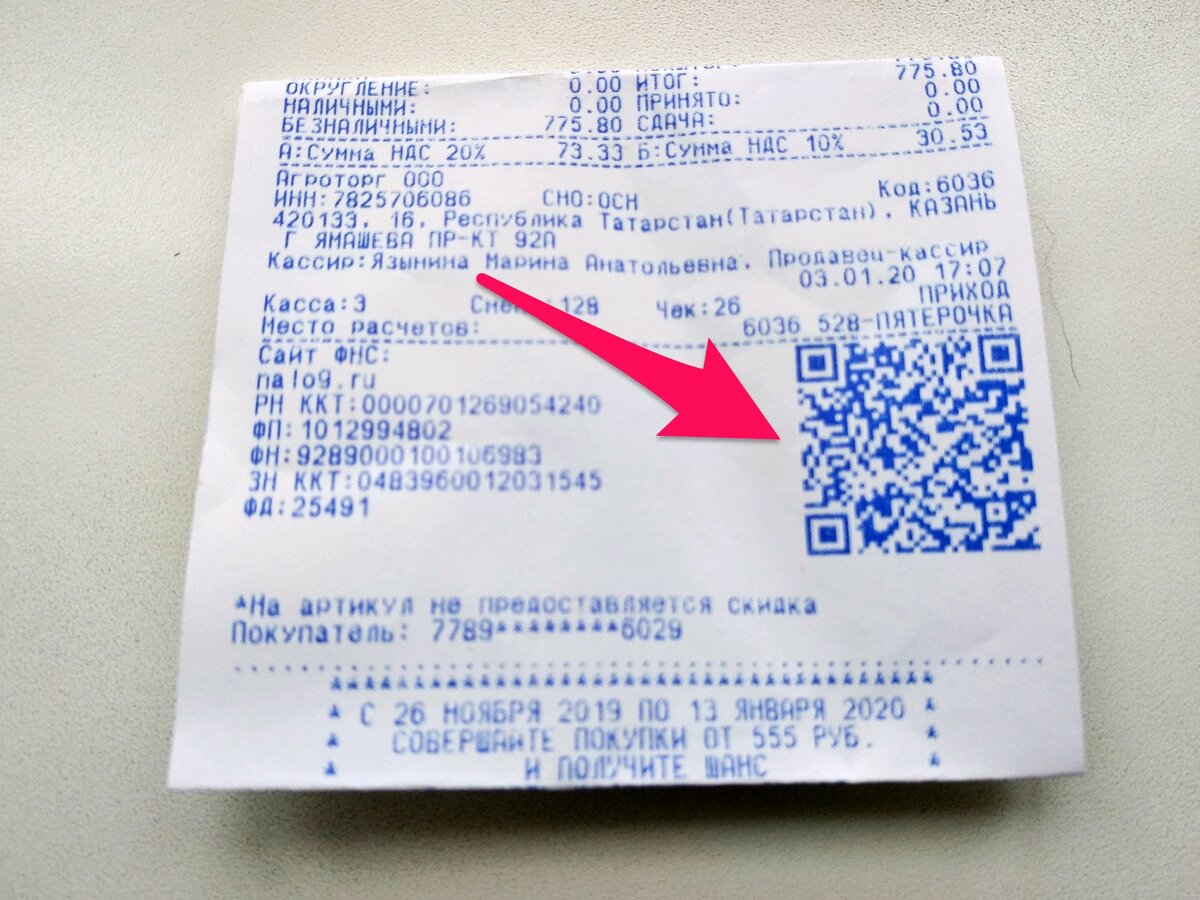 ОКРУГЛЕНИЕ: 0.00 ИТОГ: 775.80
НАЛИЧНЫМИ: 0.00 ПРИНЯТО: 0.00
БЕЗНАЛИЧНЫМИ: 775.80 СДАЧА: 0.00
А:Сумма НДС 20% 73.33 Б:Сумма НДС 10% 30.53
Агроторг ООО Код:6036
ИНН:7825706086 СНО:ОСН
420133, 16, Республика Татарстан(Татарстан), КАЗАНЬ
Г ЯМАШЕВА ПР-КТ 92А
Кассир:Язынина Марина Анатольевна, Продавец-кассир
03.01.20 17:07
Касса:3 :128 Чек:26 ПРИХОД
Место расчетов: 6036 528-ПЯТЕРОЧКА
Сайт ФНС:
nalog.ru
РН ККТ:0000701269054240
ФП:1012994802
ФН:9289000100106983
ЗН ККТ:0483960012031545
ФД:25491
*На артикул не предоставляется скидка
Покупатель: 7789********6029
* С 26 НОЯБРЯ 2019 ПО 13 ЯНВАРЯ 2020 *
* СОВЕРШАЙТЕ ПОКУПКИ ОТ 555 РУБ. *
* И ПОЛУЧИТЕ ШАНС *